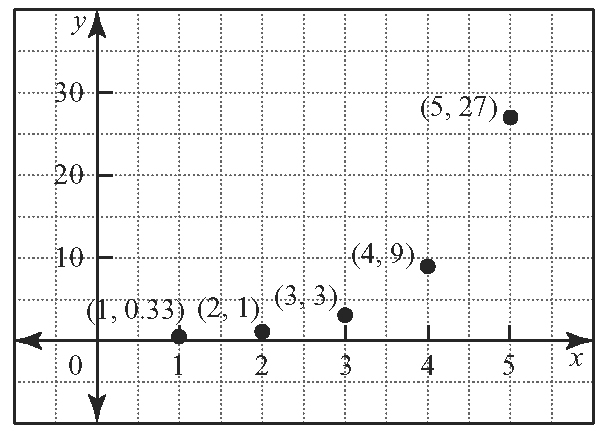 y
30
(5, 27)
20
10
(4, 9)
(1, 0.33) (2, 1) (3, 3)
0 1 2 3 4 5 x